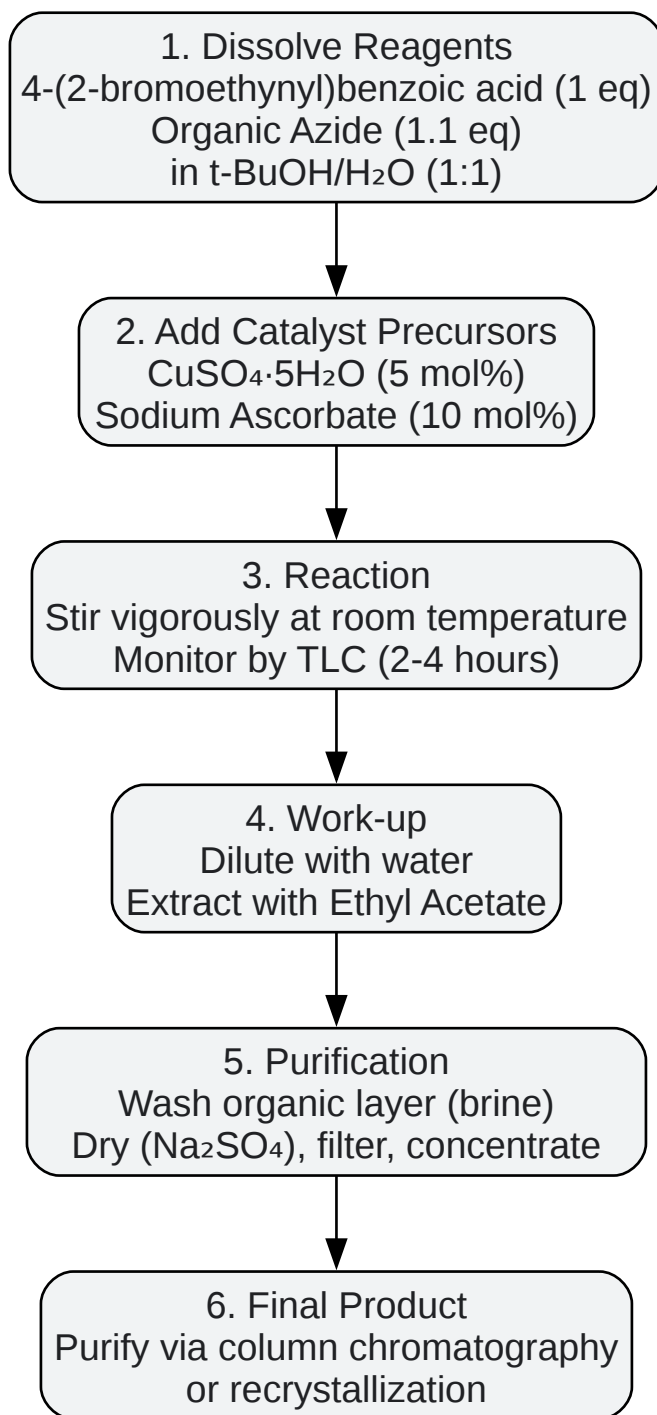 1. Dissolve Reagents
4-(2-bromoethynyl)benzoic acid (1 eq)
Organic Azide (1.1 eq)
in t-BuOH/H₂O (1:1)
2. Add Catalyst Precursors
CuSO₄·5H₂O (5 mol%)
Sodium Ascorbate (10 mol%)
3. Reaction
Stir vigorously at room temperature
Monitor by TLC (2-4 hours)
4. Work-up
Dilute with water
Extract with Ethyl Acetate
5. Purification
Wash organic layer (brine)
Dry (Na₂SO₄), filter, concentrate
6. Final Product
Purify via column chromatography
or recrystallization